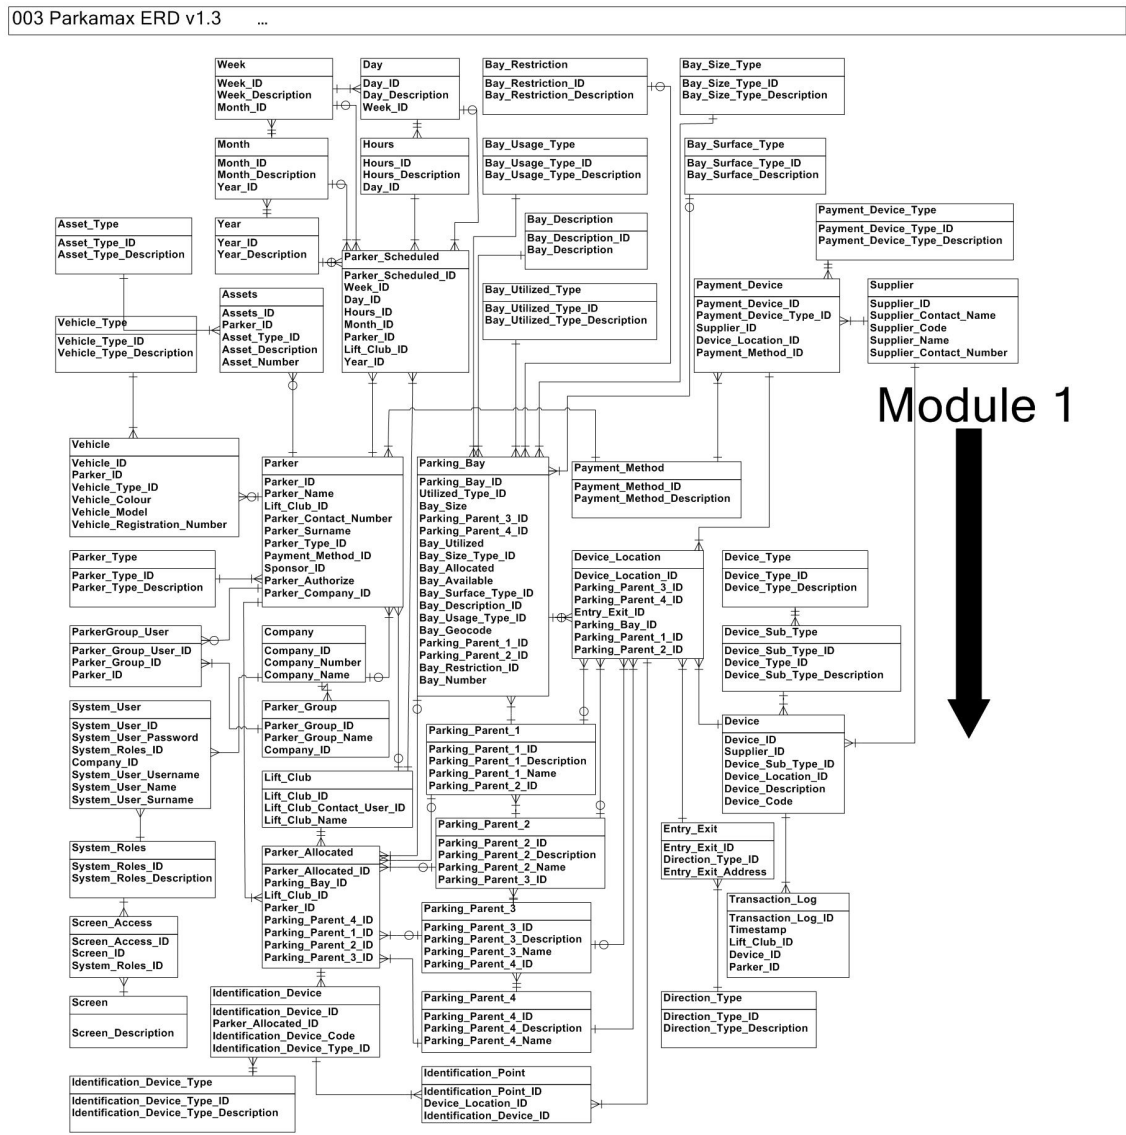 003 Parkamax ERD v1.3 ...
Week
Week_ID
Week_Description
Month_ID
Day
Day_ID
Day_Description
Week_ID
Bay_Restriction
Bay_Restriction_ID
Bay_Restriction_Description
Bay_Size_Type
Bay_Size_Type_ID
Bay_Size_Type_Description
Month
Month_ID
Month_Description
Year_ID
Hours
Hours_ID
Hours_Description
Day_ID
Bay_Usage_Type
Bay_Usage_Type_ID
Bay_Usage_Type_Description
Bay_Surface_Type
Bay_Surface_Type_ID
Bay_Surface_Description
Asset_Type
Asset_Type_ID
Asset_Type_Description
Year
Year_ID
Year_Description
Bay_Description
Bay_Description_ID
Bay_Description
Payment_Device_Type
Payment_Device_Type_ID
Payment_Device_Type_Description
Parker_Scheduled
Parker_Scheduled_ID
Week_ID
Day_ID
Hours_ID
Month_ID
Parker_ID
Lift_Club_ID
Year_ID
Assets
Assets_ID
Parker_ID
Asset_Type_ID
Asset_Description
Asset_Number
Vehicle_Type
Vehicle_Type_ID
Vehicle_Type_Description
Bay_Utilized_Type
Bay_Utilized_Type_ID
Bay_Utilized_Type_Description
Payment_Device
Payment_Device_ID
Payment_Device_Type_ID
Supplier_ID
Device_Location_ID
Payment_Method_ID
Supplier
Supplier_ID
Supplier_Contact_Name
Supplier_Code
Supplier_Name
Supplier_Contact_Number
Module 1
Vehicle
Vehicle_ID
Parker_ID
Vehicle_Type_ID
Vehicle_Colour
Vehicle_Model
Vehicle_Registration_Number
Parker
Parker_ID
Parker_Name
Lift_Club_ID
Parker_Contact_Number
Parker_Surname
Parker_Type_ID
Payment_Method_ID
Sponsor_ID
Parker_Authorize
Parker_Company_ID
Parking_Bay
Parking_Bay_ID
Utilized_Type_ID
Bay_Size
Parking_Parent_3_ID
Parking_Parent_4_ID
Bay_Utilized
Bay_Size_Type_ID
Bay_Allocated
Bay_Available
Bay_Surface_Type_ID
Bay_Description_ID
Bay_Usage_Type_ID
Bay_Geocode
Parking_Parent_1_ID
Parking_Parent_2_ID
Bay_Restriction_ID
Bay_Number
Payment_Method
Payment_Method_ID
Payment_Method_Description
Parker_Type
Parker_Type_ID
Parker_Type_Description
Device_Location
Device_Location_ID
Parking_Parent_3_ID
Parking_Parent_4_ID
Entry_Exit_ID
Parking_Bay_ID
Parking_Parent_1_ID
Parking_Parent_2_ID
Device_Type
Device_Type_ID
Device_Type_Description
ParkerGroup_User
Parker_Group_User_ID
Parker_Group_ID
Parker_ID
Company
Company_ID
Company_Number
Company_Name
Device_Sub_Type
Device_Sub_Type_ID
Device_Type_ID
Device_Sub_Type_Description
System_User
System_User_ID
System_User_Password
System_Roles_ID
Company_ID
System_User_Username
System_User_Name
System_User_Surname
Parker_Group
Parker_Group_ID
Parker_Group_Name
Company_ID
Parking_Parent_1
Parking_Parent_1_ID
Parking_Parent_1_Description
Parking_Parent_1_Name
Parking_Parent_2_ID
Device
Device_ID
Supplier_ID
Device_Sub_Type_ID
Device_Location_ID
Device_Description
Device_Code
Lift_Club
Lift_Club_ID
Lift_Club_Contact_User_ID
Lift_Club_Name
Parking_Parent_2
Parking_Parent_2_ID
Parking_Parent_2_Description
Parking_Parent_2_Name
Parking_Parent_3_ID
Entry_Exit
Entry_Exit_ID
Direction_Type_ID
Entry_Exit_Address
System_Roles
System_Roles_ID
System_Roles_Description
Parker_Allocated
Parker_Allocated_ID
Parking_Bay_ID
Lift_Club_ID
Parker_ID
Parking_Parent_4_ID
Parking_Parent_1_ID
Parking_Parent_2_ID
Parking_Parent_3_ID
Transaction_Log
Transaction_Log_ID
Timestamp
Lift_Club_ID
Device_ID
Parker_ID
Parking_Parent_3
Parking_Parent_3_ID
Parking_Parent_3_Description
Parking_Parent_3_Name
Parking_Parent_4_ID
Screen_Access
Screen_Access_ID
Screen_ID
System_Roles_ID
Identification_Device
Identification_Device_ID
Parker_Allocated_ID
Identification_Device_Code
Identification_Device_Type_ID
Parking_Parent_4
Parking_Parent_4_ID
Parking_Parent_4_Description
Parking_Parent_4_Name
Direction_Type
Direction_Type_ID
Direction_Type_Description
Screen
Screen_Description
Identification_Device_Type
Identification_Device_Type_ID
Identification_Device_Type_Description
Identification_Point
Identification_Point_ID
Device_Location_ID
Identification_Device_ID